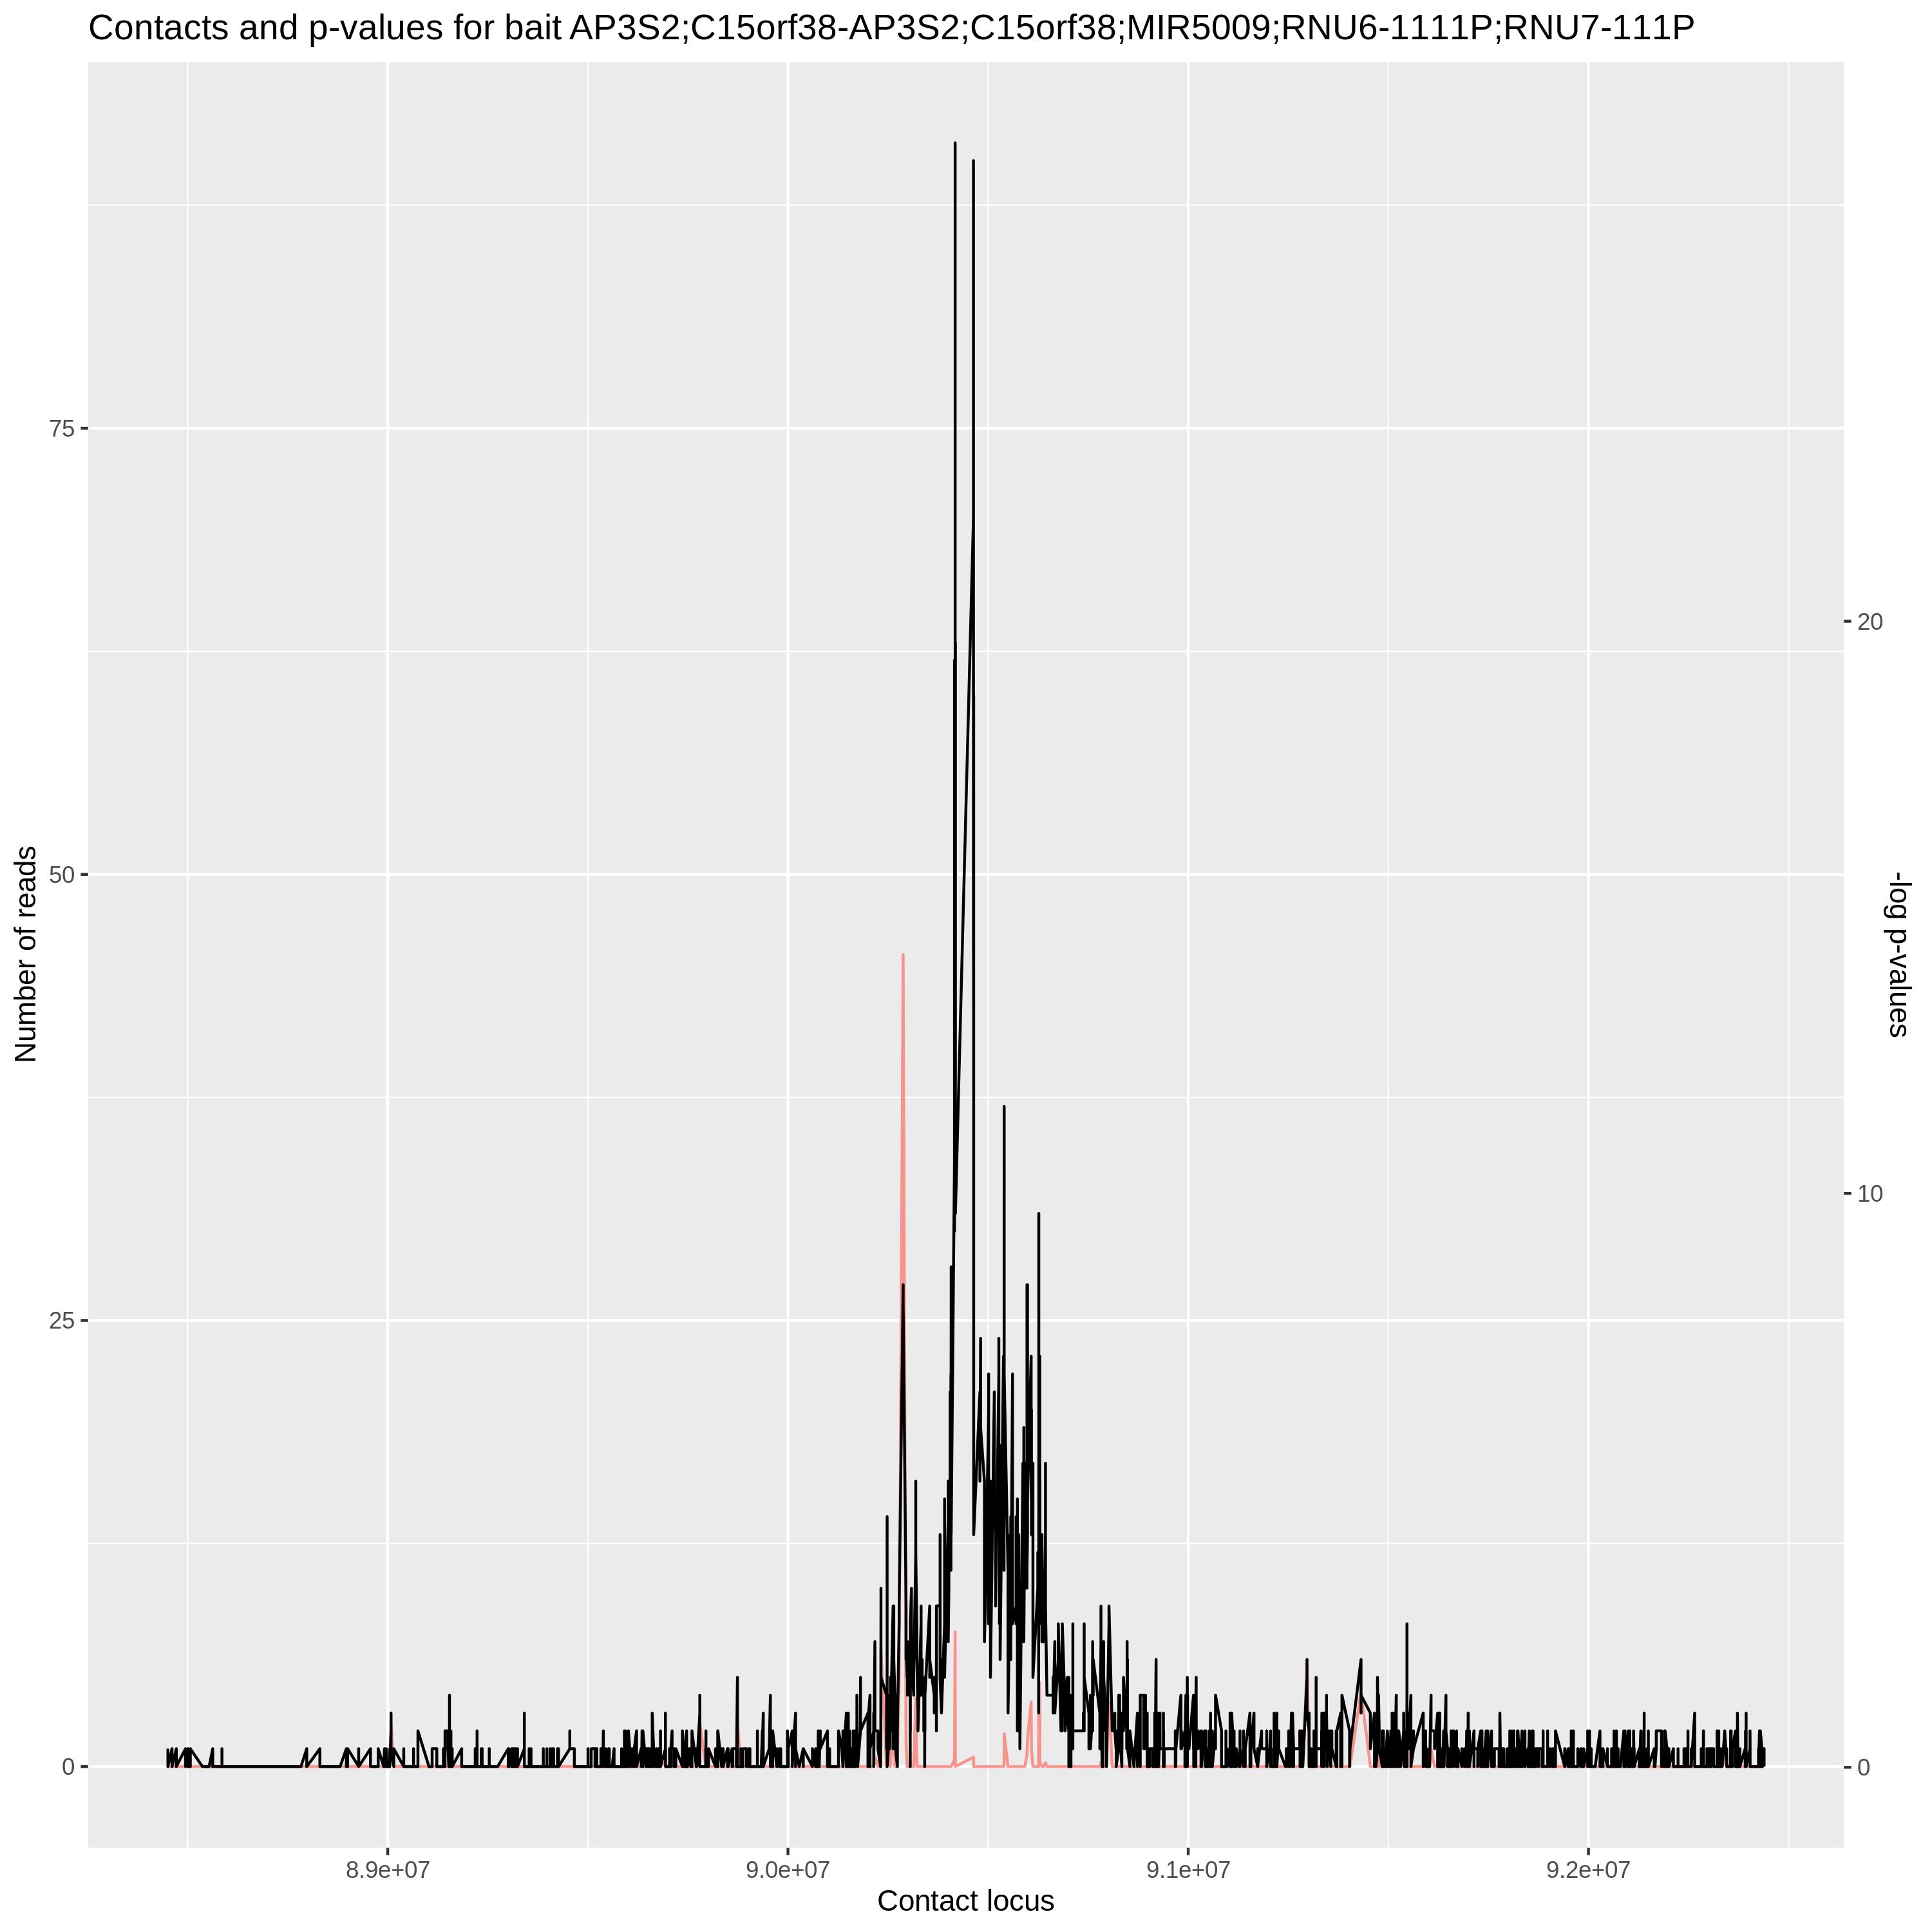 Contacts and p-values for bait AP3S2;C15orf38-AP3S2;C15orf38;MIR5009;RNU6-1111P;RNU7-111P
75
50
25
0
Number of reads
20
10
0
-log p-values
8.9e+07
9.0e+07
9.1e+07
9.2e+07
Contact locus